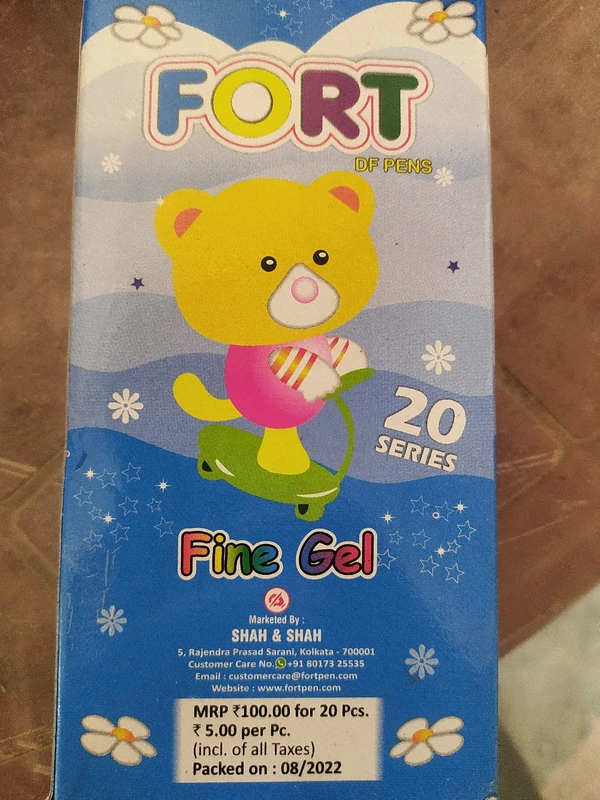 FORT
DF PENS
20
SERIES
Fine Gel
Marketed By :
SHAH & SHAH
5, Rajendra Prasad Sarani, Kolkata - 700001
Customer Care No. +91 80173 25535
Email : customercare@fortpen.com
Website : www.fortpen.com
MRP ₹100.00 for 20 Pcs.
₹ 5.00 per Pc.
(incl. of all Taxes)
Packed on : 08/2022